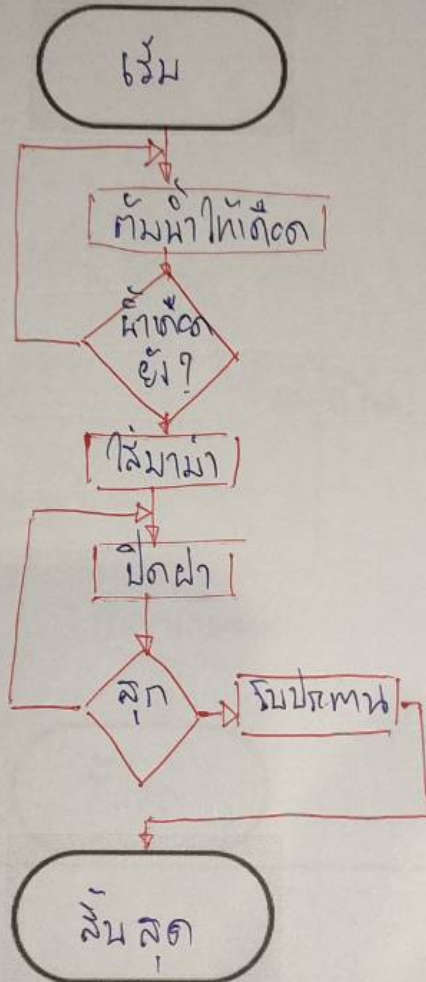 เริ่ม
ต้มน้ำให้เดือด
น้ำเดือด
ยัง?
ใส่มาม่า
ปิดฝา
สุก
รับประทาน
สิ้นสุด